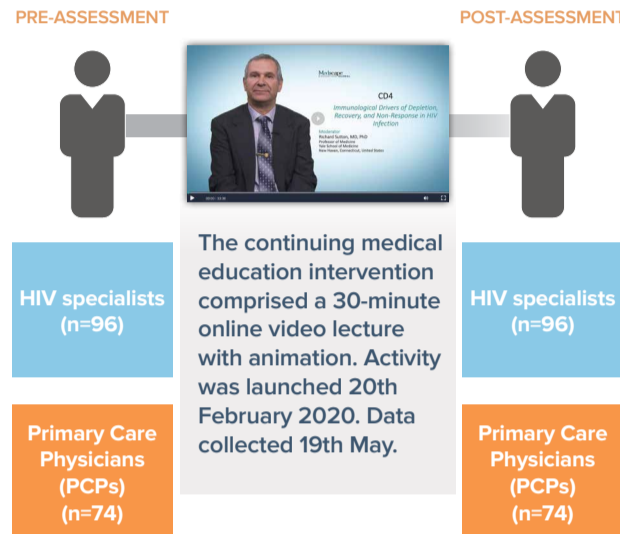 PRE-ASSESSMENT
POST-ASSESSMENT
Medscape
CD4
Immunological Drivers of Depletion,
Recovery, and Non-Response in HIV
Infection
Moderator
Richard Sutton, MD, PhD
Professor of Medicine
Yale School of Medicine
New Haven, Connecticut, United States
HIV specialists
(n=96)
Primary Care
Physicians
(PCPs)
(n=74)
The continuing medical
education intervention
comprised a 30-minute
online video lecture
with animation. Activity
was launched 20th
February 2020. Data
collected 19th May.
HIV specialists
(n=96)
Primary Care
Physicians
(PCPs)
(n=74)